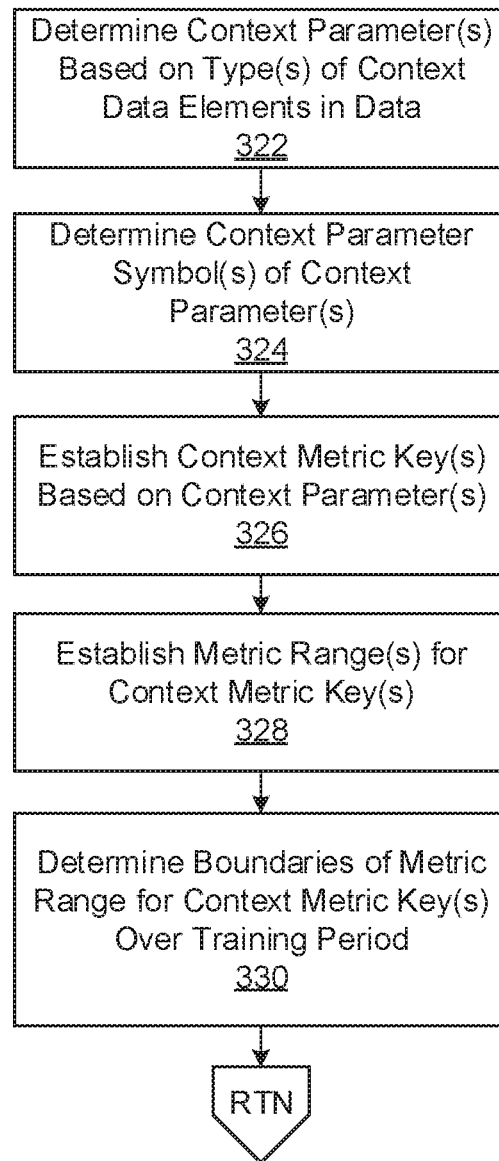 Determine Context Parameter(s)
Based on Type(s) of Context
Data Elements in Data
322
Determine Context Parameter
Symbol(s) of Context
Parameter(s)
324
Establish Context Metric Key(s)
Based on Context Parameter(s)
326
Establish Metric Range(s) for
Context Metric Key(s)
328
Determine Boundaries of Metric
Range for Context Metric Key(s)
Over Training Period
330
RTN